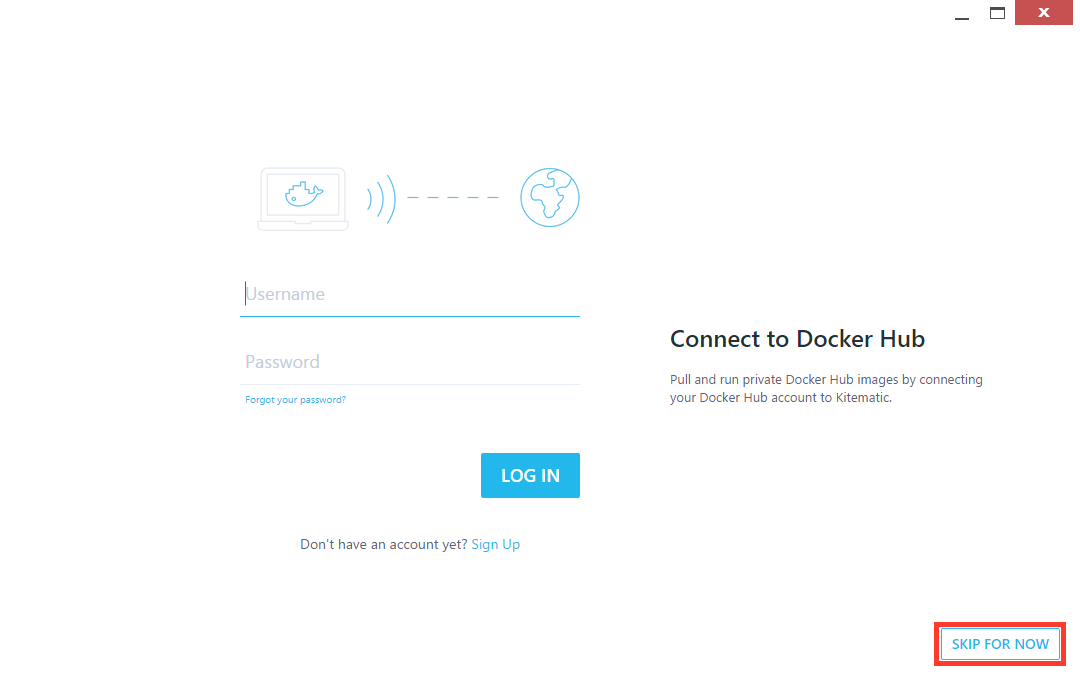 Username
Password
Forgot your password?
LOG IN
Don't have an account yet? Sign Up
Connect to Docker Hub
Pull and run private Docker Hub images by connecting
your Docker Hub account to Kitematic.
SKIP FOR NOW